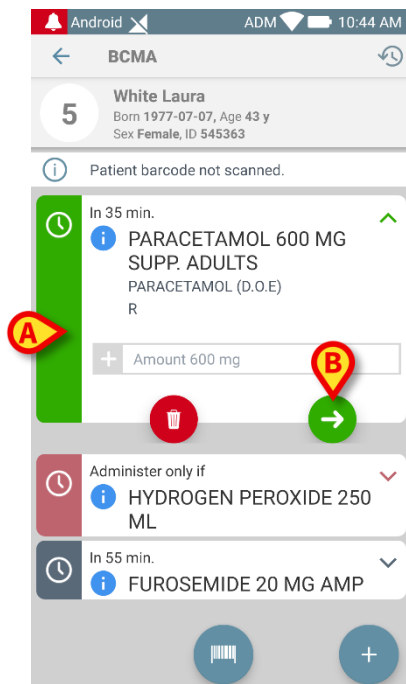 Android ADM 10:44 AM
BCMA
5
White Laura
Born 1977-07-07, Age 43 y
Sex Female, ID 545363
i Patient barcode not scanned.
In 35 min.
i PARACETAMOL 600 MG
SUPP. ADULTS
PARACETAMOL (D.O.E)
R
A
+ Amount 600 mg
B
Administer only if
i HYDROGEN PEROXIDE 250
ML
In 55 min.
i FUROSEMIDE 20 MG AMP
+